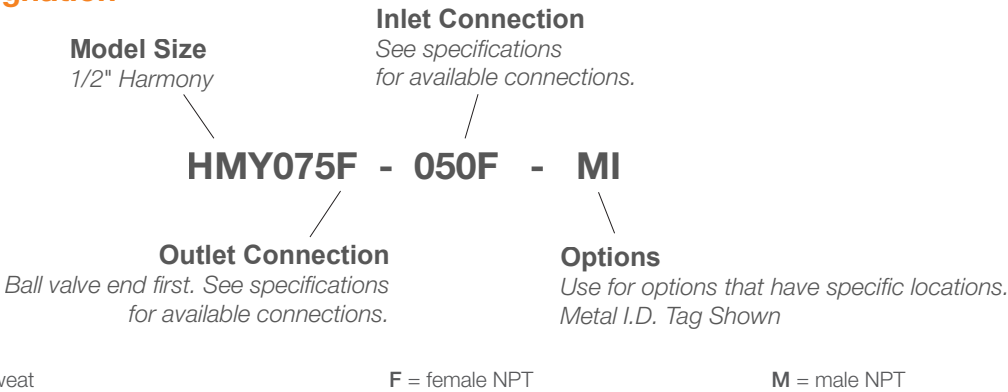 Inlet Connection
See specifications
for available connections.
Model Size
1/2" Harmony
HMY075F - 050F - MI
Outlet Connection
Ball valve end first. See specifications
for available connections.
Options
Use for options that have specific locations.
Metal I.D. Tag Shown
F = female NPT M = male NPT